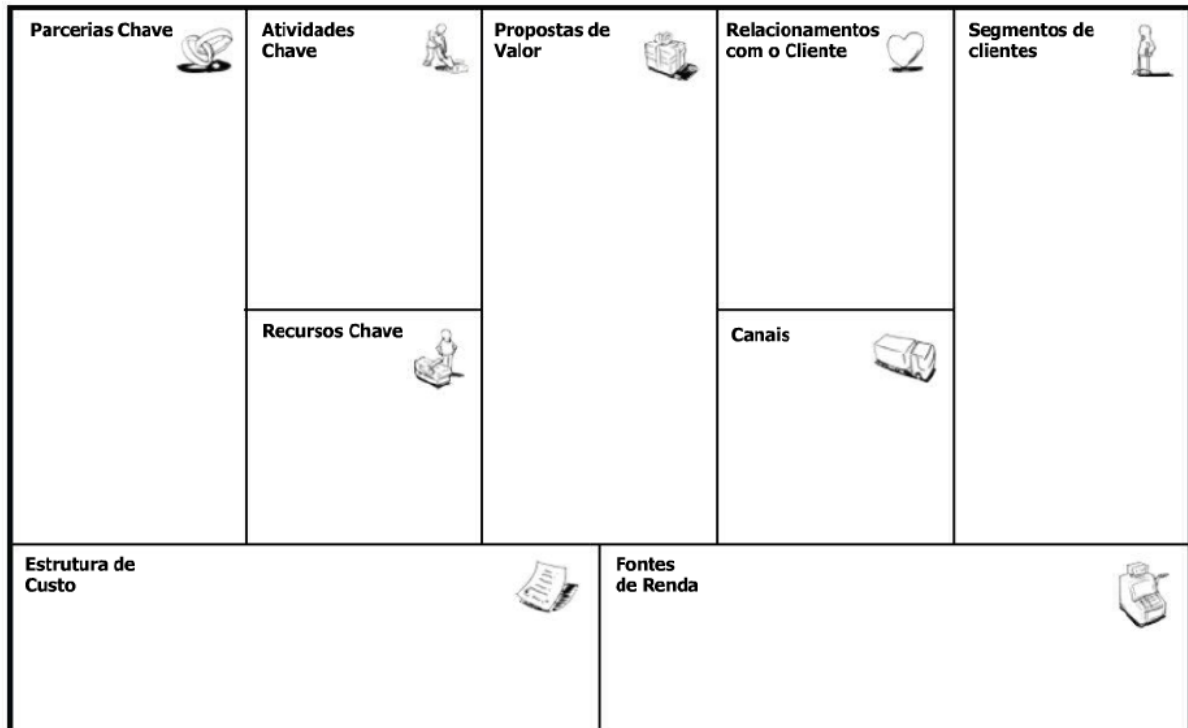 Parcerias Chave
Atividades
Chave
Propostas de
Valor
Relacionamentos
com o Cliente
Segmentos de
clientes
Recursos Chave
Canais
Estrutura de
Custo
Fontes
de Renda